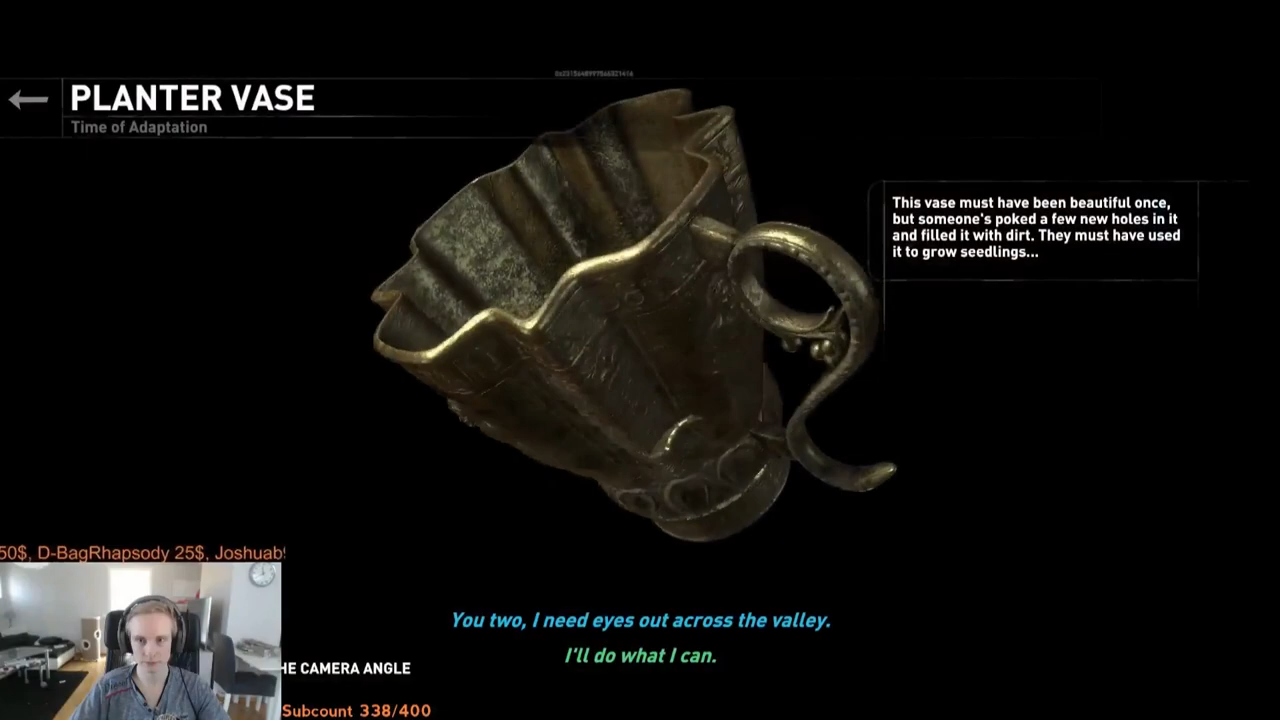 PLANTER VASE
Time of Adaptation
This vase must have been beautiful once,
but someone's poked a few new holes in it
and filled it with dirt. They must have used
it to grow seedlings...
50$, D-BagRhapsody 25$, Joshuab
You two, I need eyes out across the valley.
I'll do what I can.
HE CAMERA ANGLE
Subcount 338/400